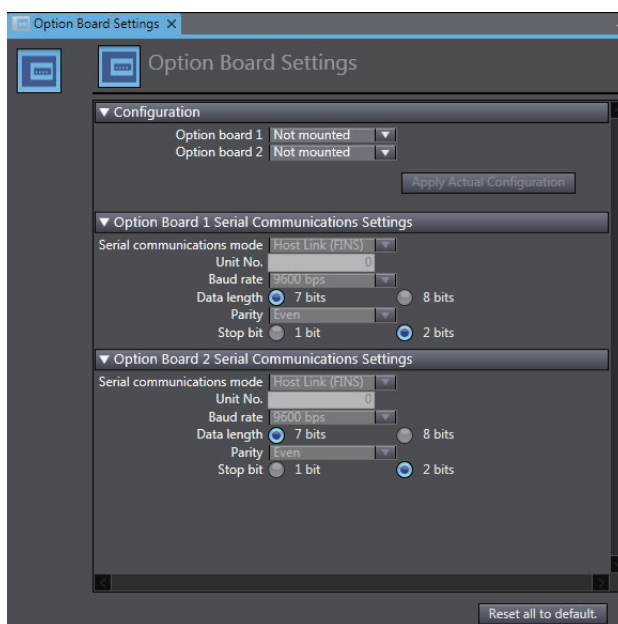 Option Board Settings X
Option Board Settings
Configuration
Option board 1 Not mounted
Option board 2 Not mounted
Apply Actual Configuration
Option Board 1 Serial Communications Settings
Serial communications mode Host Link (FINS)
Unit No. 0
Baud rate 9600 bps
Data length 7 bits 8 bits
Parity Even
Stop bit 1 bit 2 bits
Option Board 2 Serial Communications Settings
Serial communications mode Host Link (FINS)
Unit No. 0
Baud rate 9600 bps
Data length 7 bits 8 bits
Parity Even
Stop bit 1 bit 2 bits
Reset all to default.